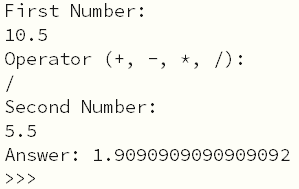 First Number:
10.5
Operator (+, -, *, /):
/
Second Number:
5.5
Answer: 1.9090909090909092
>>>